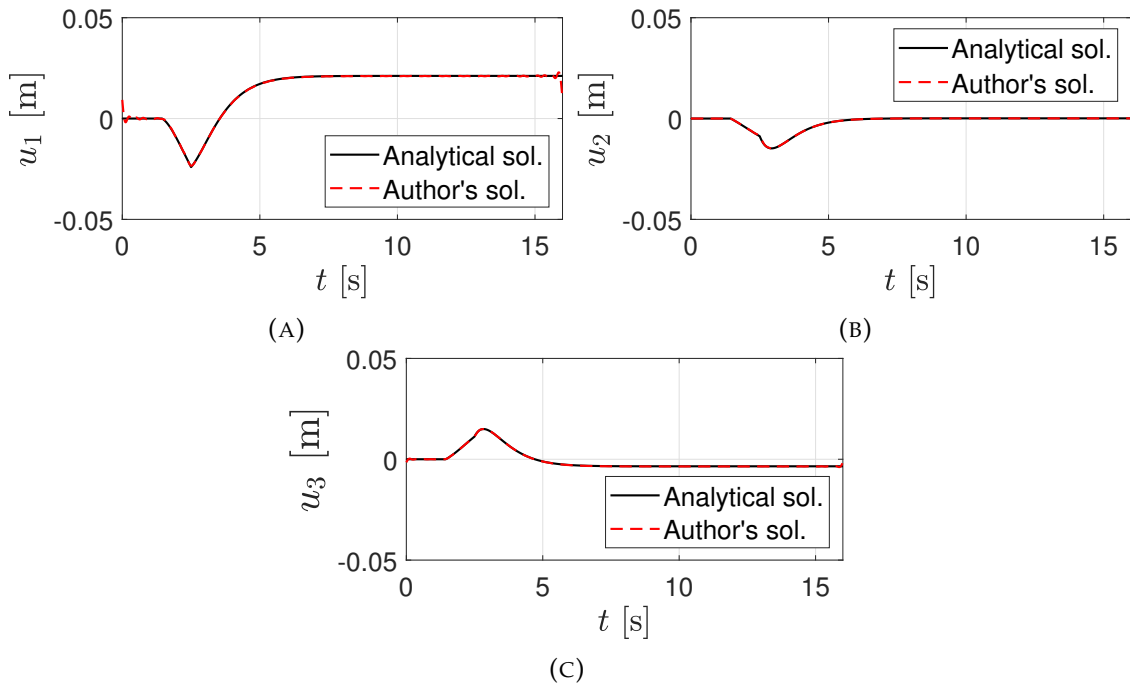 0.05
0
-0.05
u₁ [m]
Analytical sol.
Author's sol.
0 5 10 15
t [s]
(A)
0.05
0
-0.05
u₂ [m]
Analytical sol.
Author's sol.
0 5 10 15
t [s]
(B)
0.05
0
-0.05
u₃ [m]
Analytical sol.
Author's sol.
0 5 10 15
t [s]
(C)